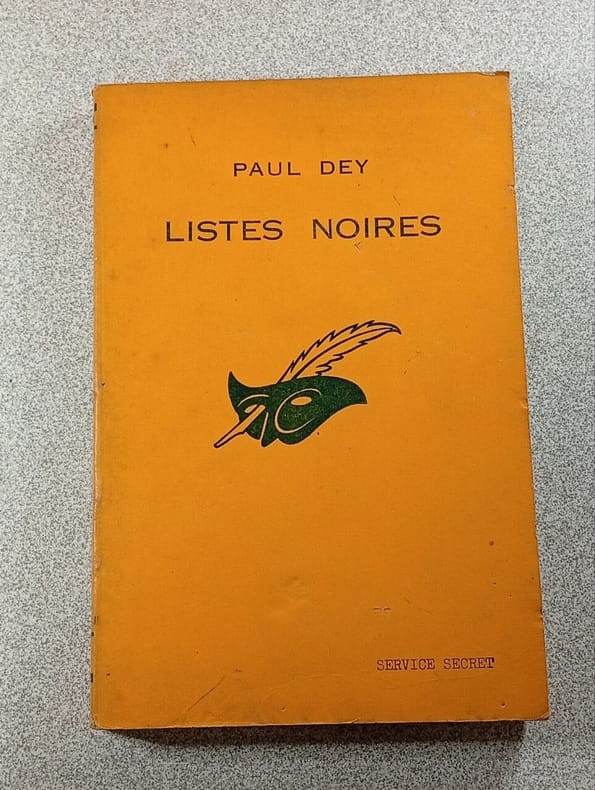 PAUL DEY
LISTES NOIRES
SERVICE SECRET